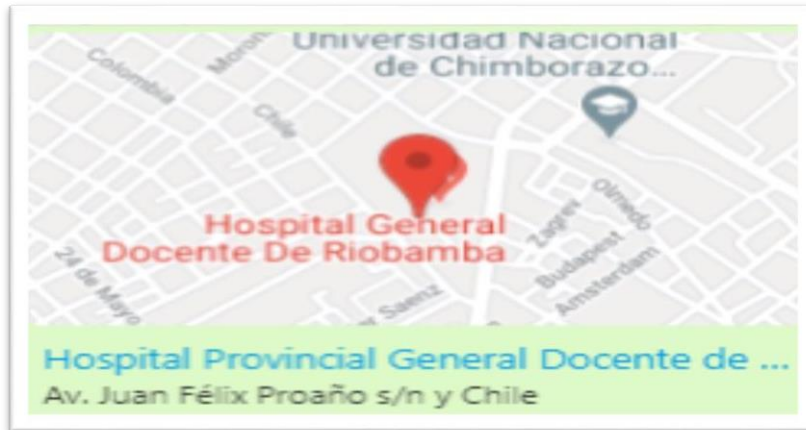 Universidad Nacional
de Chimborazo...
Colombia
Moron
Chile
Hospital General
Docente De Riobamba
Zagrev
Olmedo
Budapest
Amsterdam
24 de Mayo
Saenz
Hospital Provincial General Docente de ...
Av. Juan Félix Proaño s/n y Chile